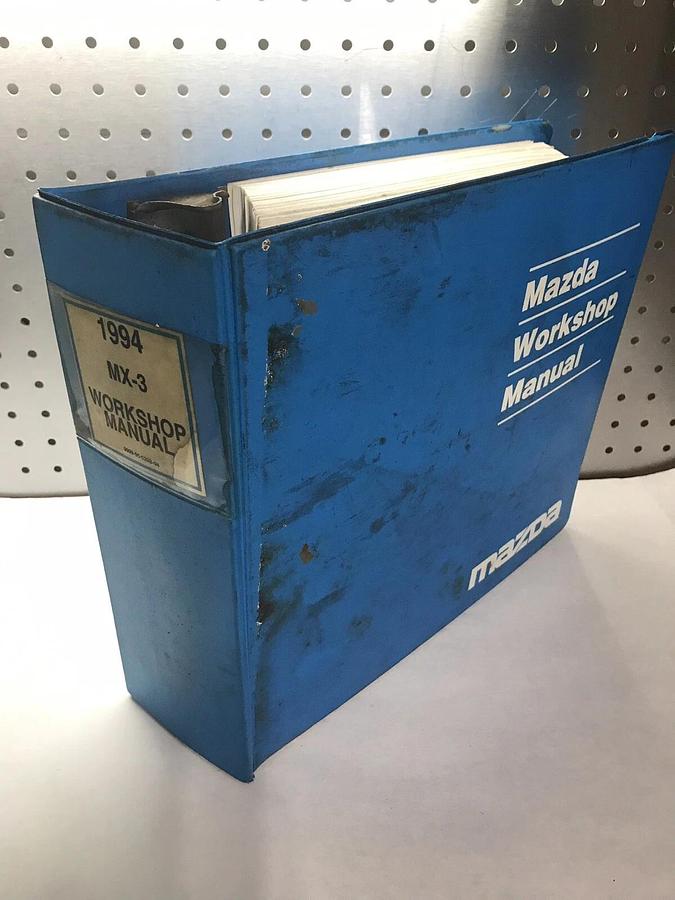 1994
MX-3
WORKSHOP
MANUAL
Mazda
Workshop
Manual
mazda